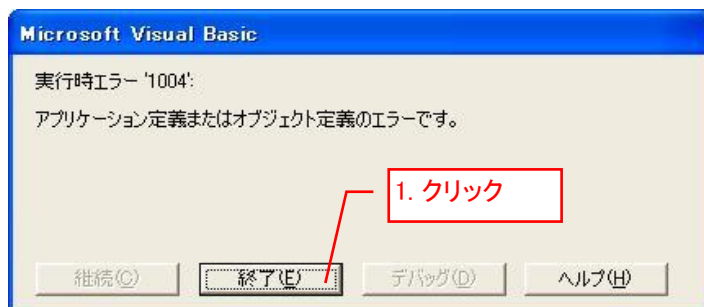 Microsoft Visual Basic
実行時エラー '1004':
アプリケーション定義またはオブジェクト定義のエラーです。
1. クリック
継続(C)
終了(E)
デバッグ(D)
ヘルプ(H)